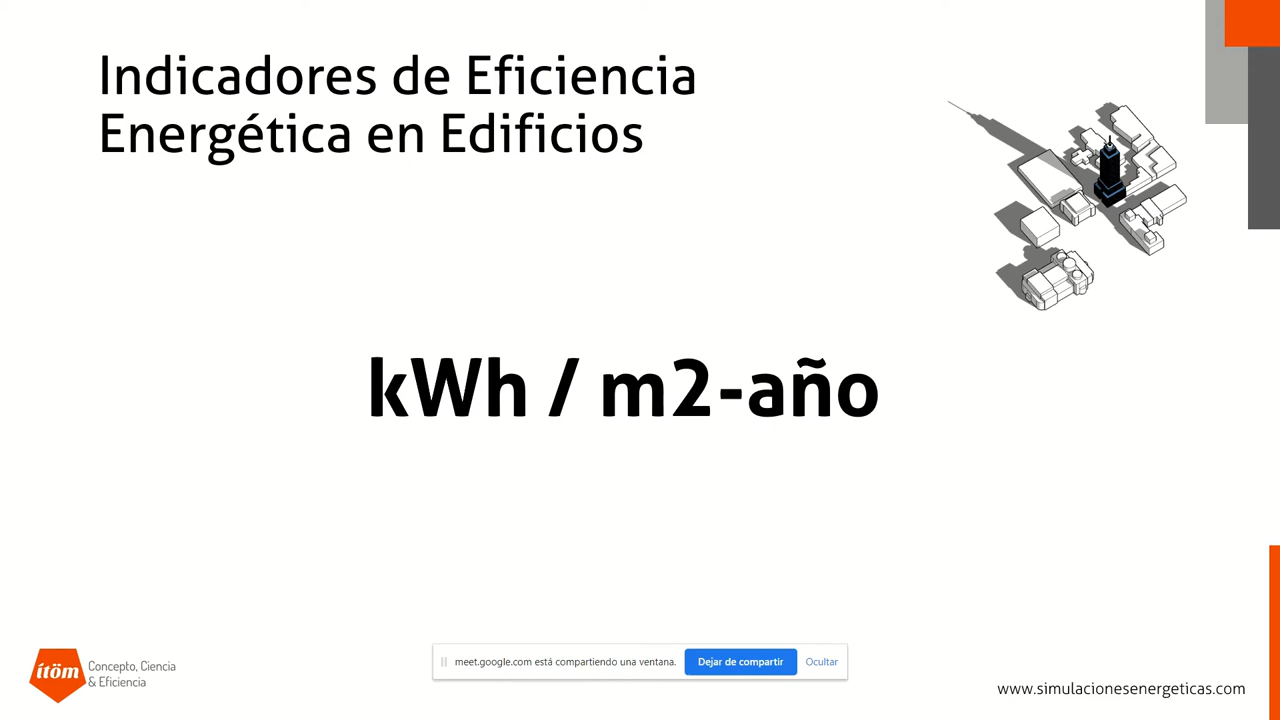 Indicadores de Eficiencia
Energética en Edificios
kWh / m2-año
ítöm
Concepto, Ciencia
& Eficiencia
meet.google.com está compartiendo una ventana.
Dejar de compartir
Ocultar
www.simulacionesenergeticas.com